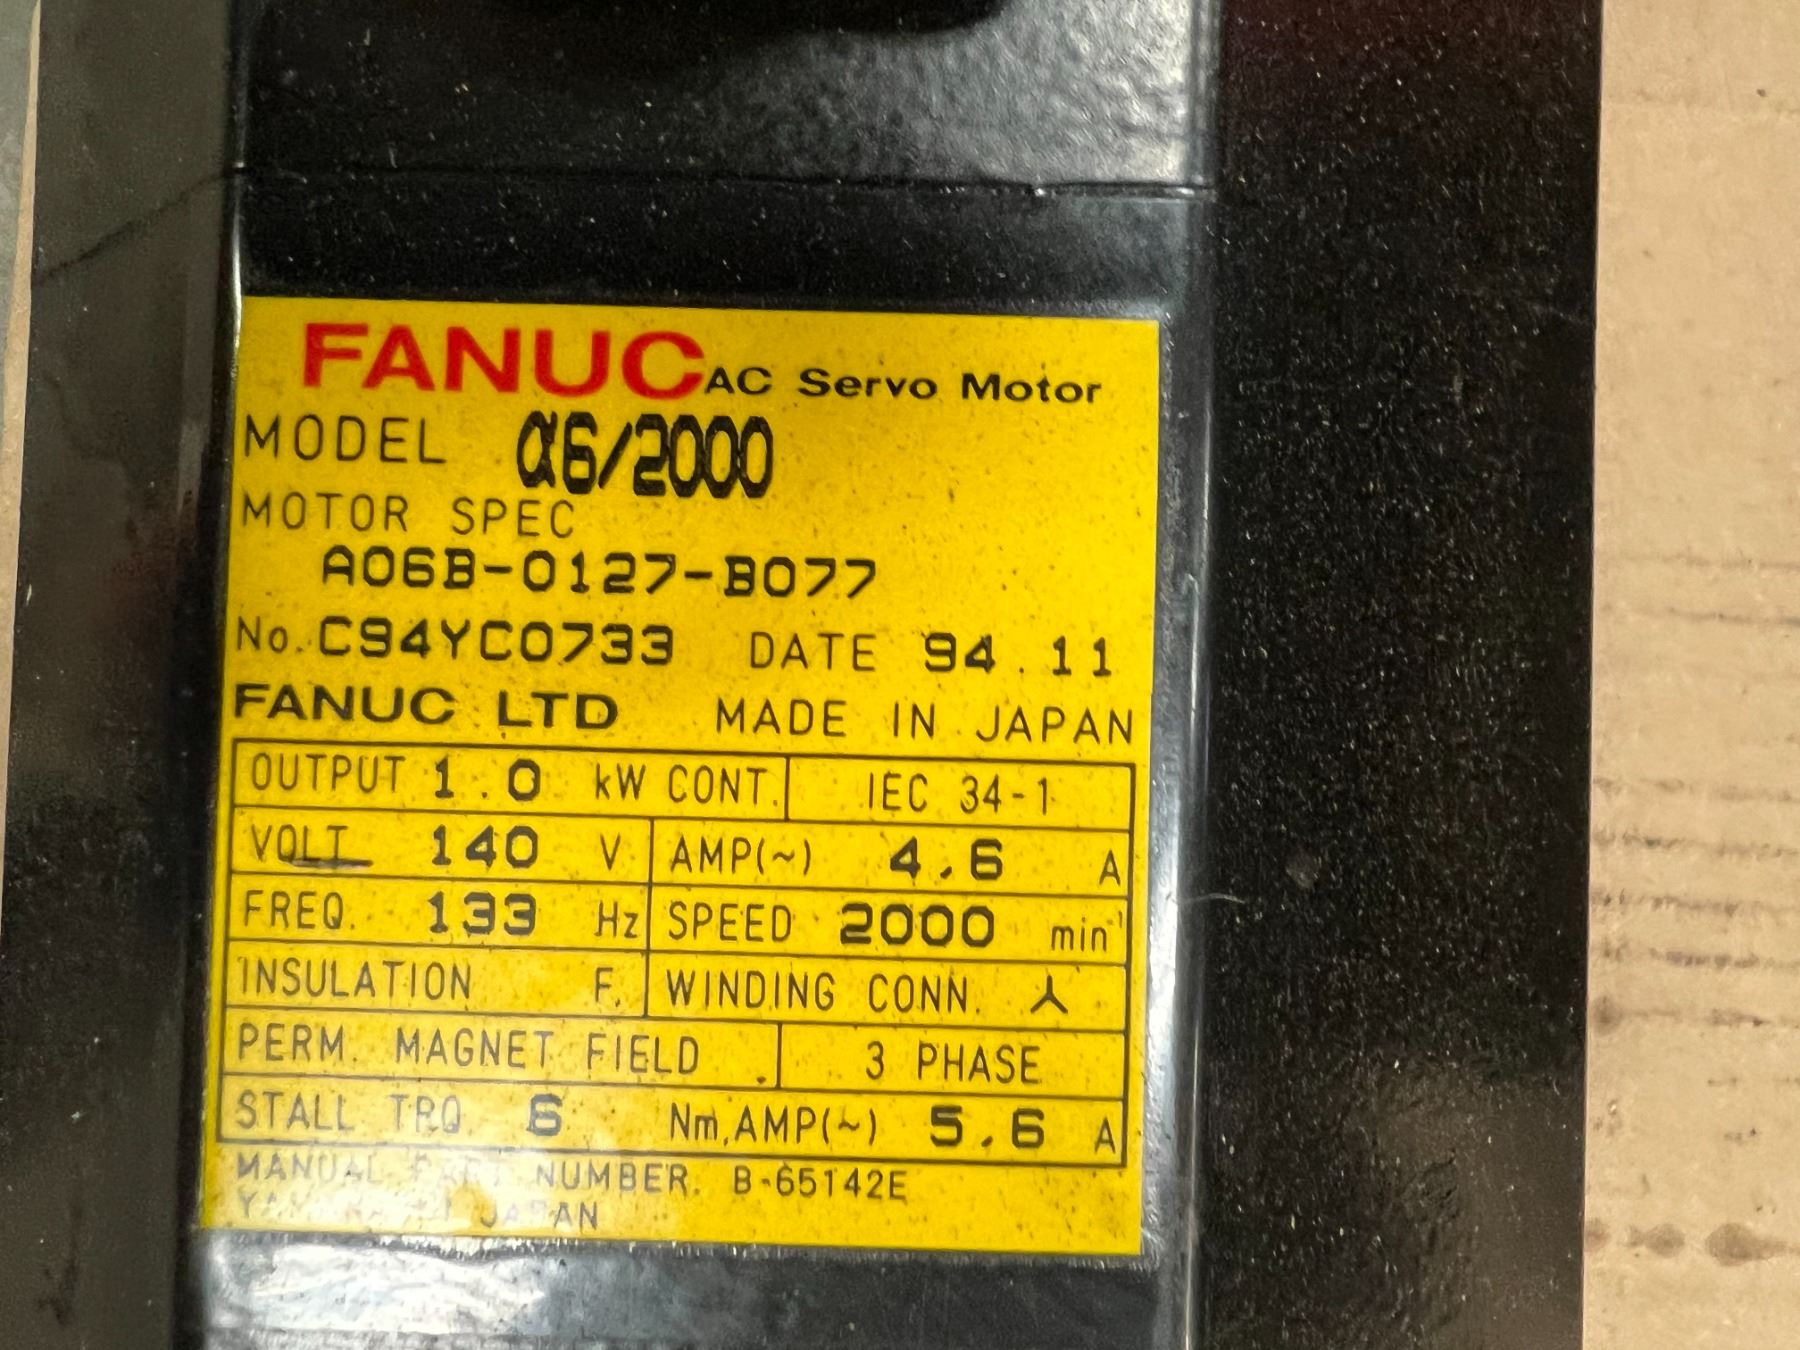 FANUC AC Servo Motor
MODEL α6/2000
MOTOR SPEC
A06B-0127-B077
No. C94YC0733 DATE 94.11
FANUC LTD MADE IN JAPAN
OUTPUT 1.0 kW CONT. IEC 34-1
VOLT 140 V AMP(~) 4.6 A
FREQ. 133 Hz SPEED 2000 min⁻¹
INSULATION F. WINDING CONN. ⅄
PERM. MAGNET FIELD 3 PHASE
STALL TRQ 6 Nm, AMP(~) 5.6 A
MANUAL PART NUMBER. B-65142E
JAPAN